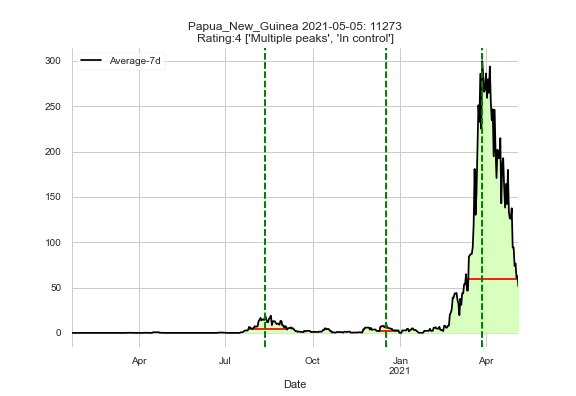 Papua_New_Guinea 2021-05-05: 11273
Rating:4 ['Multiple peaks', 'In control']
Average-7d
300
250
200
150
100
50
0
Apr
Jul
Oct
Jan
2021
Apr
Date